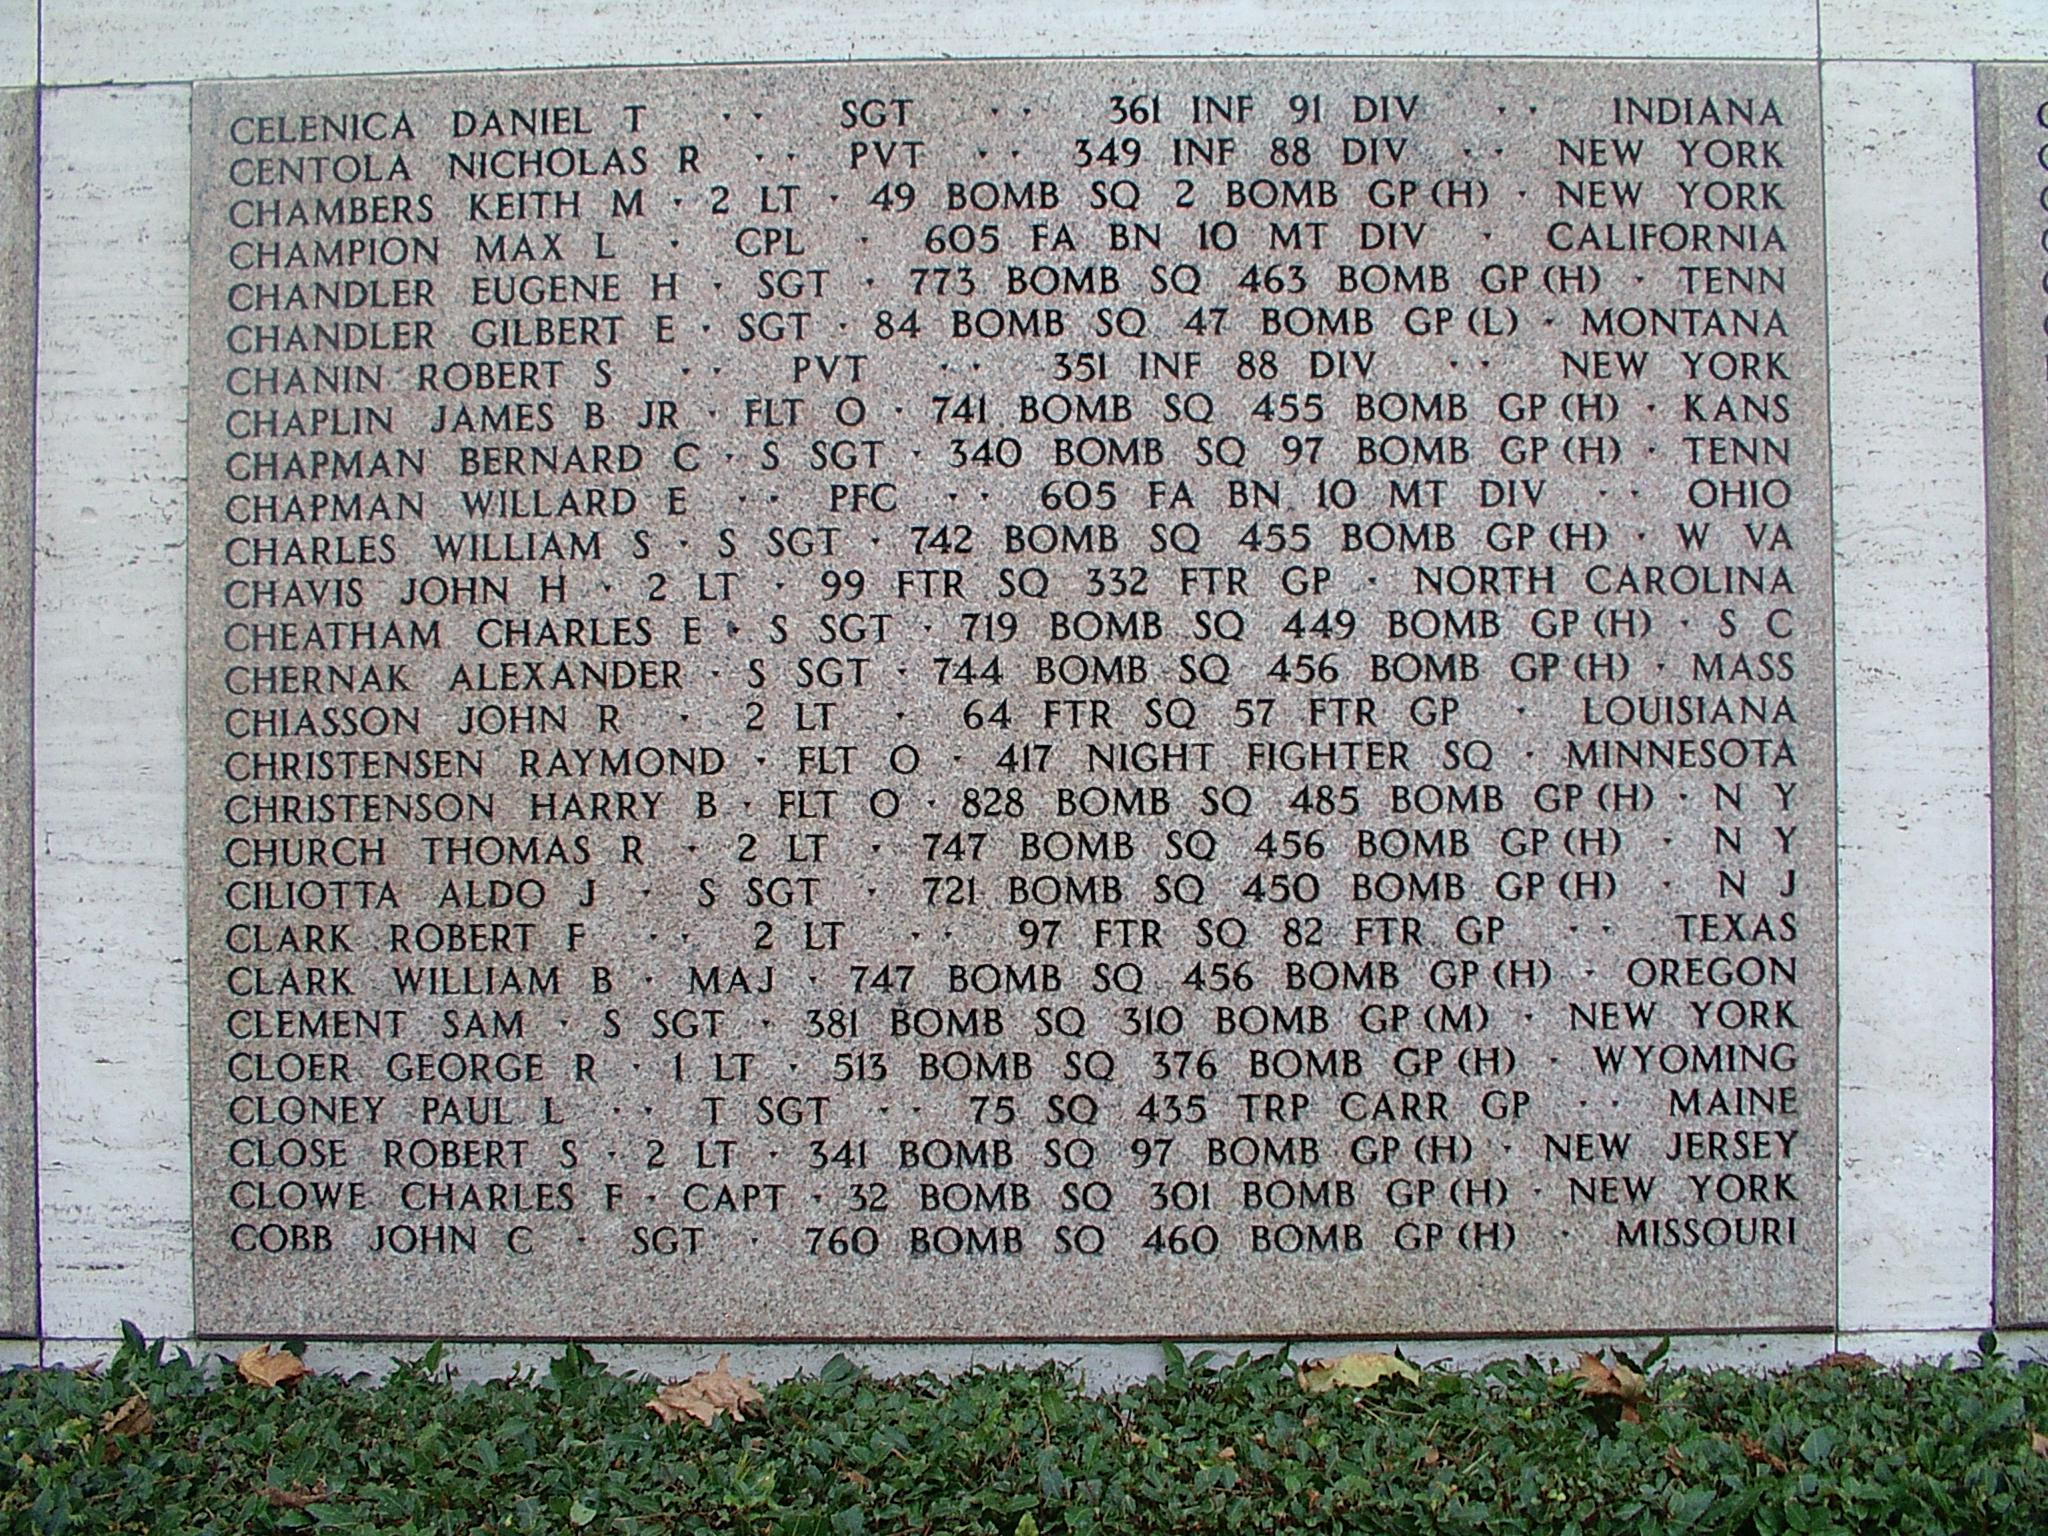 CELENICA DANIEL T · · SGT · · 361 INF 91 DIV · · INDIANA
CENTOLA NICHOLAS R · · PVT · · 349 INF 88 DIV · · NEW YORK
CHAMBERS KEITH M · 2 LT · 49 BOMB SQ 2 BOMB GP (H) · NEW YORK
CHAMPION MAX L · CPL · 605 FA BN 10 MT DIV · CALIFORNIA
CHANDLER EUGENE H · SGT · 773 BOMB SQ 463 BOMB GP (H) · TENN
CHANDLER GILBERT E · SGT · 84 BOMB SQ 47 BOMB GP (L) · MONTANA
CHANIN ROBERT S · · PVT · · 351 INF 88 DIV · · NEW YORK
CHAPLIN JAMES B JR · FLT O · 741 BOMB SQ 455 BOMB GP (H) · KANS
CHAPMAN BERNARD C · S SGT · 340 BOMB SQ 97 BOMB GP (H) · TENN
CHAPMAN WILLARD E · · PFC · · 605 FA BN 10 MT DIV · · OHIO
CHARLES WILLIAM S · S SGT · 742 BOMB SQ 455 BOMB GP (H) · W VA
CHAVIS JOHN H · 2 LT · 99 FTR SQ 332 FTR GP · NORTH CAROLINA
CHEATHAM CHARLES E · S SGT · 719 BOMB SQ 449 BOMB GP (H) · S C
CHERNAK ALEXANDER · S SGT · 744 BOMB SQ 456 BOMB GP (H) · MASS
CHIASSON JOHN R · 2 LT · 64 FTR SQ 57 FTR GP · LOUISIANA
CHRISTENSEN RAYMOND · FLT O · 417 NIGHT FIGHTER SQ · MINNESOTA
CHRISTENSON HARRY B · FLT O · 828 BOMB SQ 485 BOMB GP (H) · N Y
CHURCH THOMAS R · 2 LT · 747 BOMB SQ 456 BOMB GP (H) · N Y
CILIOTTA ALDO J · S SGT · 721 BOMB SQ 450 BOMB GP (H) · N J
CLARK ROBERT F · · 2 LT · · 97 FTR SQ 82 FTR GP · · TEXAS
CLARK WILLIAM B · MAJ · 747 BOMB SQ 456 BOMB GP (H) · OREGON
CLEMENT SAM · S SGT · 381 BOMB SQ 310 BOMB GP (M) · NEW YORK
CLOER GEORGE R · 1 LT · 513 BOMB SQ 376 BOMB GP (H) · WYOMING
CLONEY PAUL L · · T SGT · · 75 SQ 435 TRP CARR GP · · MAINE
CLOSE ROBERT S · 2 LT · 341 BOMB SQ 97 BOMB GP (H) · NEW JERSEY
CLOWE CHARLES F · CAPT · 32 BOMB SQ 301 BOMB GP (H) · NEW YORK
COBB JOHN C · SGT · 760 BOMB SQ 460 BOMB GP (H) · MISSOURI